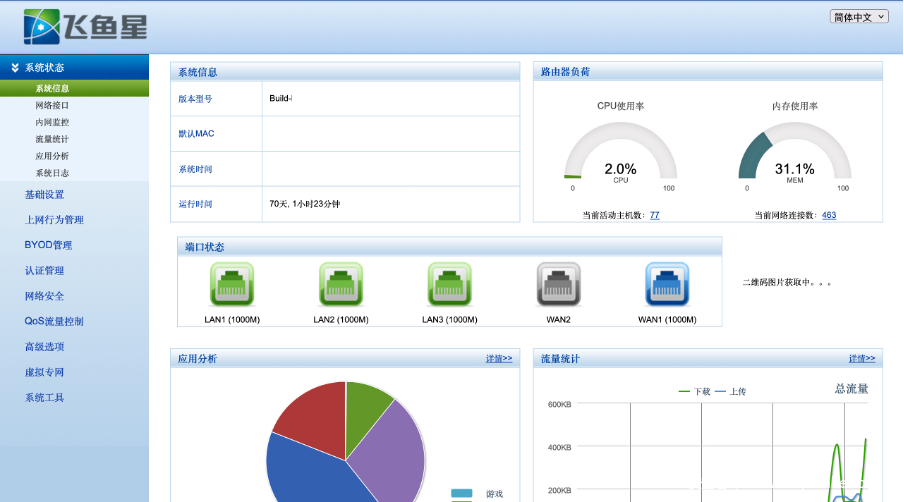 飞鱼星
简体中文
系统状态
系统信息
网络接口
内网监控
流量统计
应用分析
系统日志
基础设置
上网行为管理
BYOD管理
认证管理
网络安全
QoS流量控制
高级选项
虚拟专网
系统工具
系统信息
版本型号 Build-
默认MAC
系统时间
运行时间 70天, 1小时23分钟
路由器负荷
CPU使用率 内存使用率
2.0% 31.1%
CPU MEM
0 100 0 100
当前活动主机数: 77 当前网络连接数: 463
端口状态
LAN1 (1000M) LAN2 (1000M) LAN3 (1000M) WAN2 WAN1 (1000M)
二维码图片获取中。。。
应用分析 详情>>
游戏
流量统计 详情>>
下载 上传 总流量
600KB
400KB
200KB